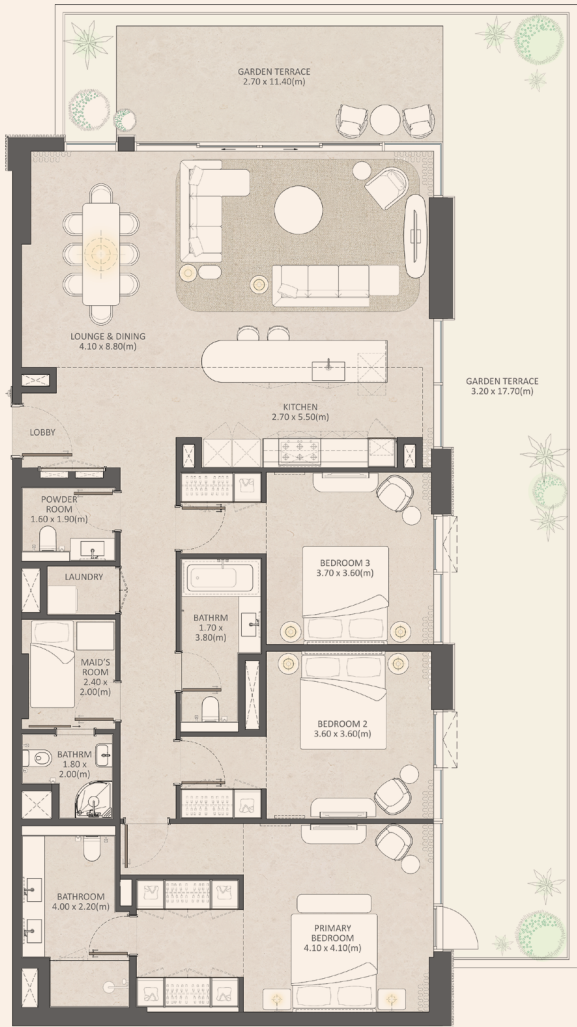 GARDEN TERRACE
2.70 x 11.40(m)
LOUNGE & DINING
4.10 x 8.80(m)
GARDEN TERRACE
3.20 x 17.70(m)
KITCHEN
2.70 x 5.50(m)
LOBBY
POWDER
ROOM
1.60 x 1.90(m)
BEDROOM 3
3.70 x 3.60(m)
LAUNDRY
BATHRM
1.70 x
3.80(m)
MAID'S
ROOM
2.40 x
2.00(m)
BEDROOM 2
3.60 x 3.60(m)
BATHRM
1.80 x
2.00(m)
BATHROOM
4.00 x 2.20(m)
PRIMARY
BEDROOM
4.10 x 4.10(m)